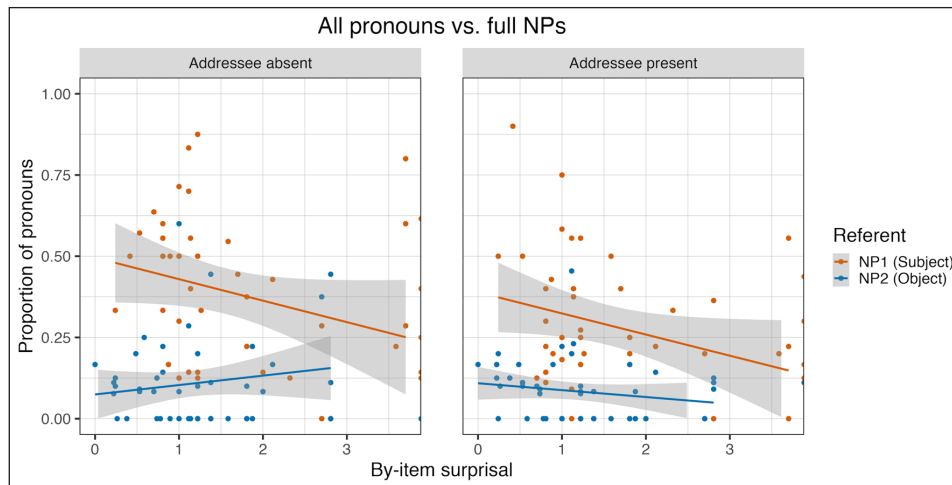 All pronouns vs. full NPs
Addressee absent
Addressee present
Proportion of pronouns
1.00
0.75
0.50
0.25
0.00
0
1
2
3
0
1
2
3
By-item surprisal
Referent
NP1 (Subject)
NP2 (Object)